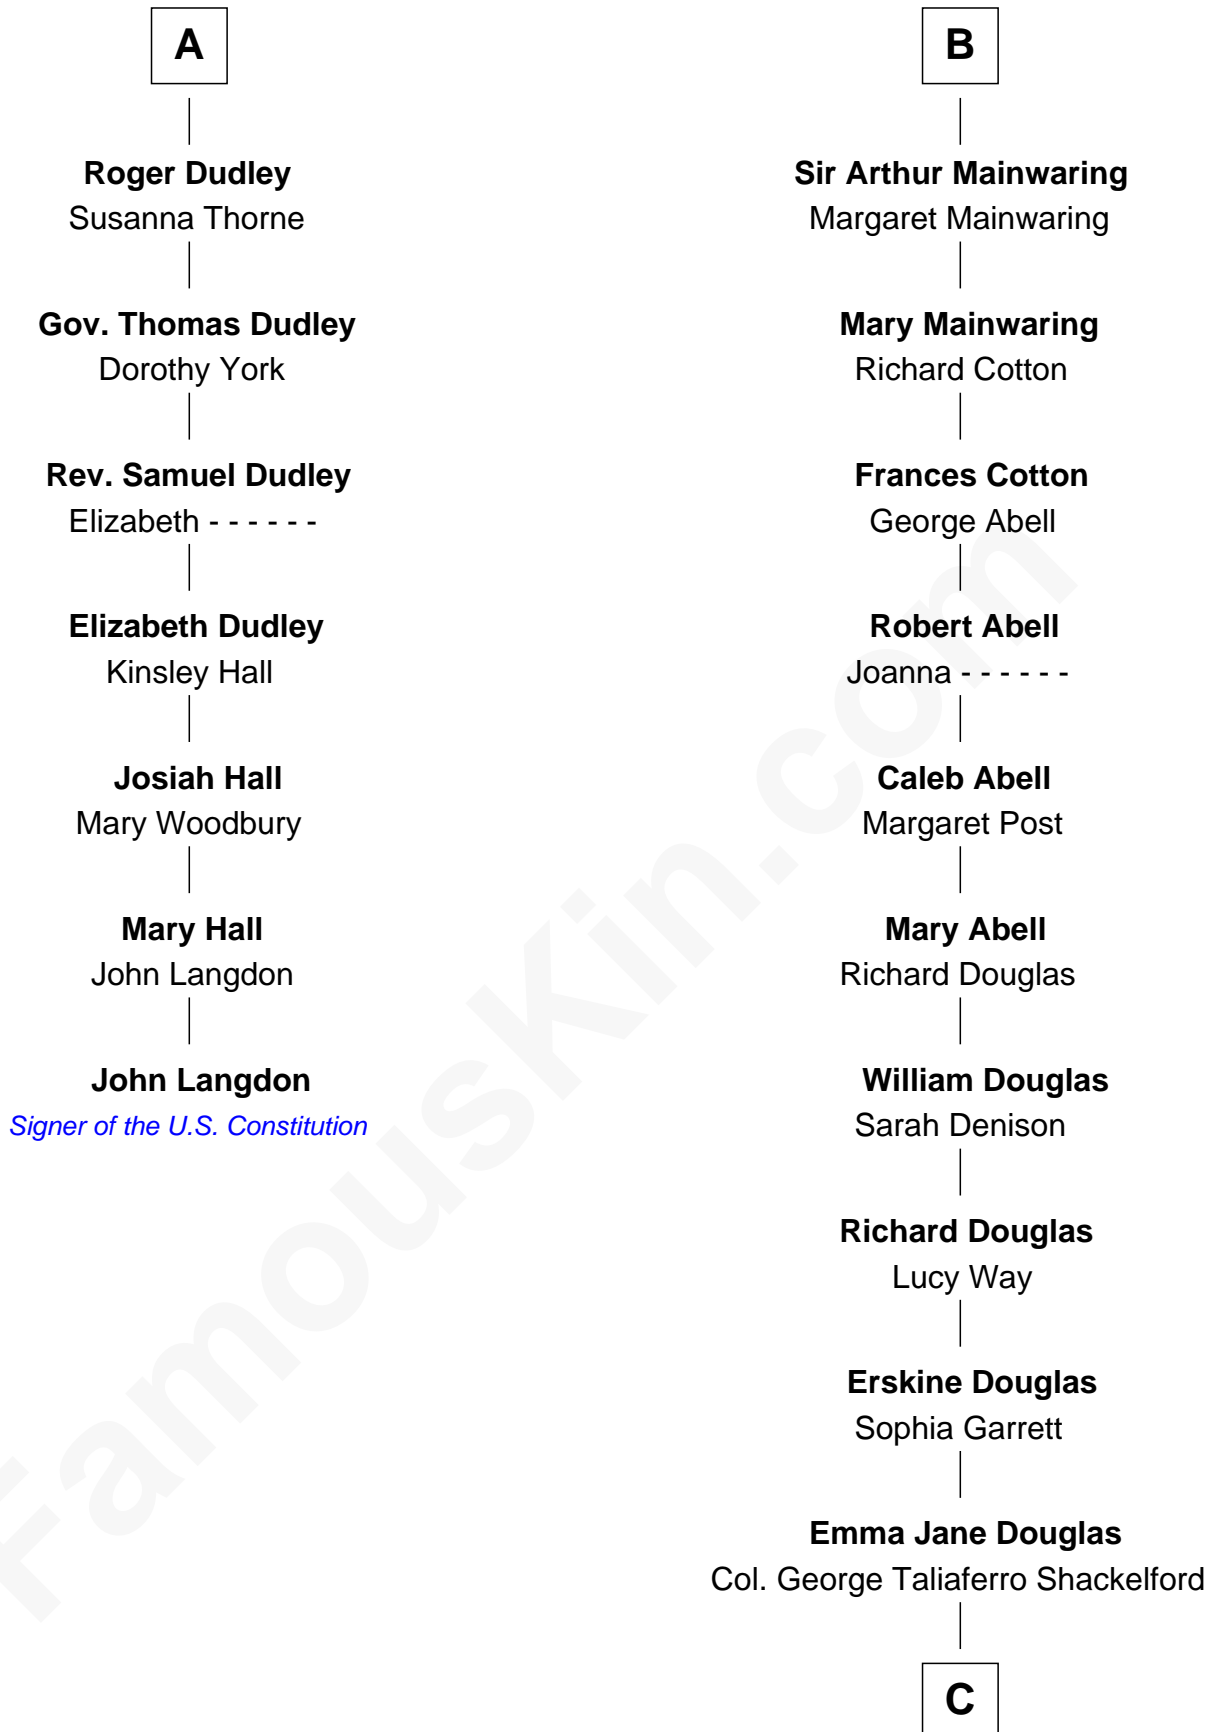 A
Roger Dudley
Susanna Thorne
Gov. Thomas Dudley
Dorothy York
Rev. Samuel Dudley
Elizabeth - - - - - -
Elizabeth Dudley
Kinsley Hall
Josiah Hall
Mary Woodbury
Mary Hall
John Langdon
John Langdon
Signer of the U.S. Constitution
B
Sir Arthur Mainwaring
Margaret Mainwaring
Mary Mainwaring
Richard Cotton
Frances Cotton
George Abell
Robert Abell
Joanna - - - - - -
Caleb Abell
Margaret Post
Mary Abell
Richard Douglas
William Douglas
Sarah Denison
Richard Douglas
Lucy Way
Erskine Douglas
Sophia Garrett
Emma Jane Douglas
Col. George Taliaferro Shackelford
C
FamousKin.com